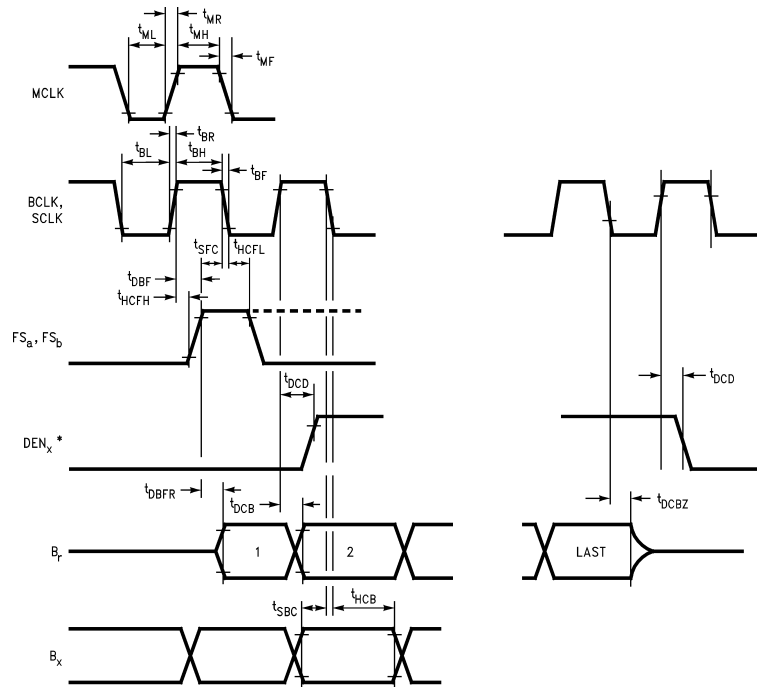 tMR
tML
tMH
tMF
MCLK
tBR
tBL
tBH
tBF
BCLK,
SCLK
tSFC
tHCFL
tDBF
tHCFH
FSa, FSb
tDCD
tDCD
DENx *
tDBFR
tDCB
tDCBZ
Br
1
2
LAST
tSBC
tHCB
Bx